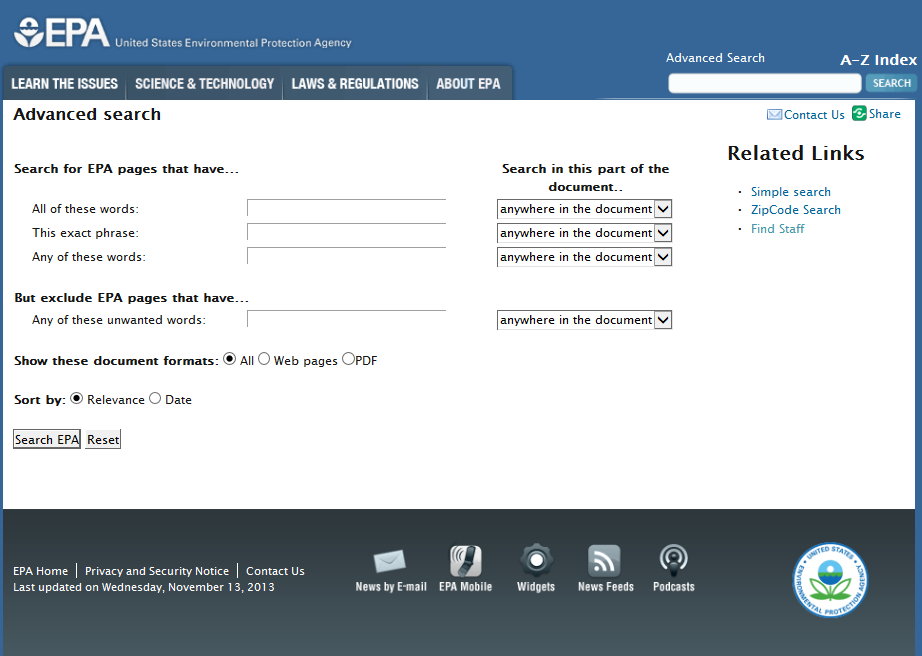 EPA United States Environmental Protection Agency
Advanced Search
A-Z Index
LEARN THE ISSUES SCIENCE & TECHNOLOGY LAWS & REGULATIONS ABOUT EPA
SEARCH
Advanced search
Contact Us Share
Related Links
Simple search
ZipCode Search
Find Staff
Search for EPA pages that have...
Search in this part of the
document..
All of these words: anywhere in the document
This exact phrase: anywhere in the document
Any of these words: anywhere in the document
But exclude EPA pages that have...
Any of these unwanted words: anywhere in the document
Show these document formats: All Web pages PDF
Sort by: Relevance Date
Search EPA Reset
EPA Home | Privacy and Security Notice | Contact Us
Last updated on Wednesday, November 13, 2013
News by E-mail EPA Mobile Widgets News Feeds Podcasts
UNITED STATES ENVIRONMENTAL PROTECTION AGENCY